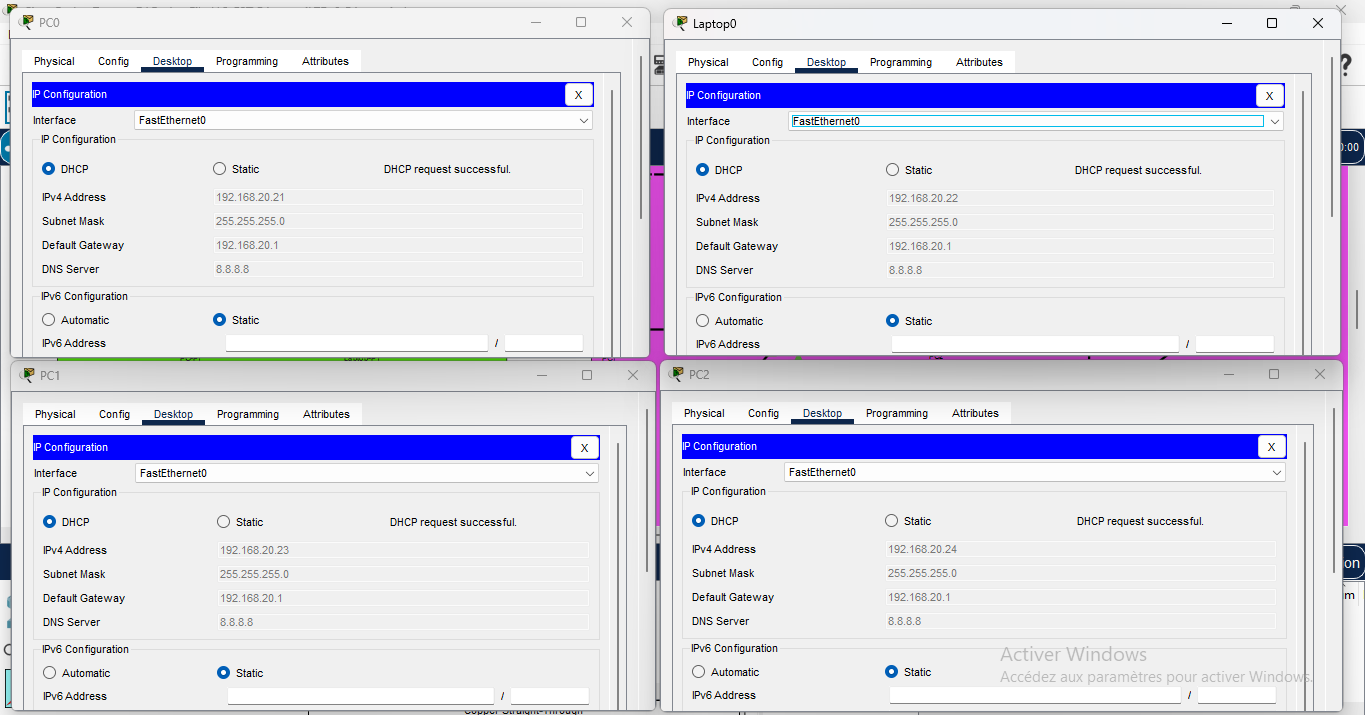 PC0
Physical Config Desktop Programming Attributes
IP Configuration X
Interface FastEthernet0
IP Configuration
DHCP Static DHCP request successful.
IPv4 Address 192.168.20.21
Subnet Mask 255.255.255.0
Default Gateway 192.168.20.1
DNS Server 8.8.8.8
IPv6 Configuration
Automatic Static
IPv6 Address /
Laptop0
Physical Config Desktop Programming Attributes
IP Configuration X
Interface FastEthernet0
IP Configuration
DHCP Static DHCP request successful.
IPv4 Address 192.168.20.22
Subnet Mask 255.255.255.0
Default Gateway 192.168.20.1
DNS Server 8.8.8.8
IPv6 Configuration
Automatic Static
IPv6 Address /
?
:00
PC1
Physical Config Desktop Programming Attributes
IP Configuration X
Interface FastEthernet0
IP Configuration
DHCP Static DHCP request successful.
IPv4 Address 192.168.20.23
Subnet Mask 255.255.255.0
Default Gateway 192.168.20.1
DNS Server 8.8.8.8
IPv6 Configuration
Automatic Static
IPv6 Address /
PC2
Physical Config Desktop Programming Attributes
IP Configuration X
Interface FastEthernet0
IP Configuration
DHCP Static DHCP request successful.
IPv4 Address 192.168.20.24
Subnet Mask 255.255.255.0
Default Gateway 192.168.20.1
DNS Server 8.8.8.8
IPv6 Configuration
Automatic Static
IPv6 Address /
Activer Windows
Accédez aux paramètres pour activer Windows.
on
m
Copper Straight-Through